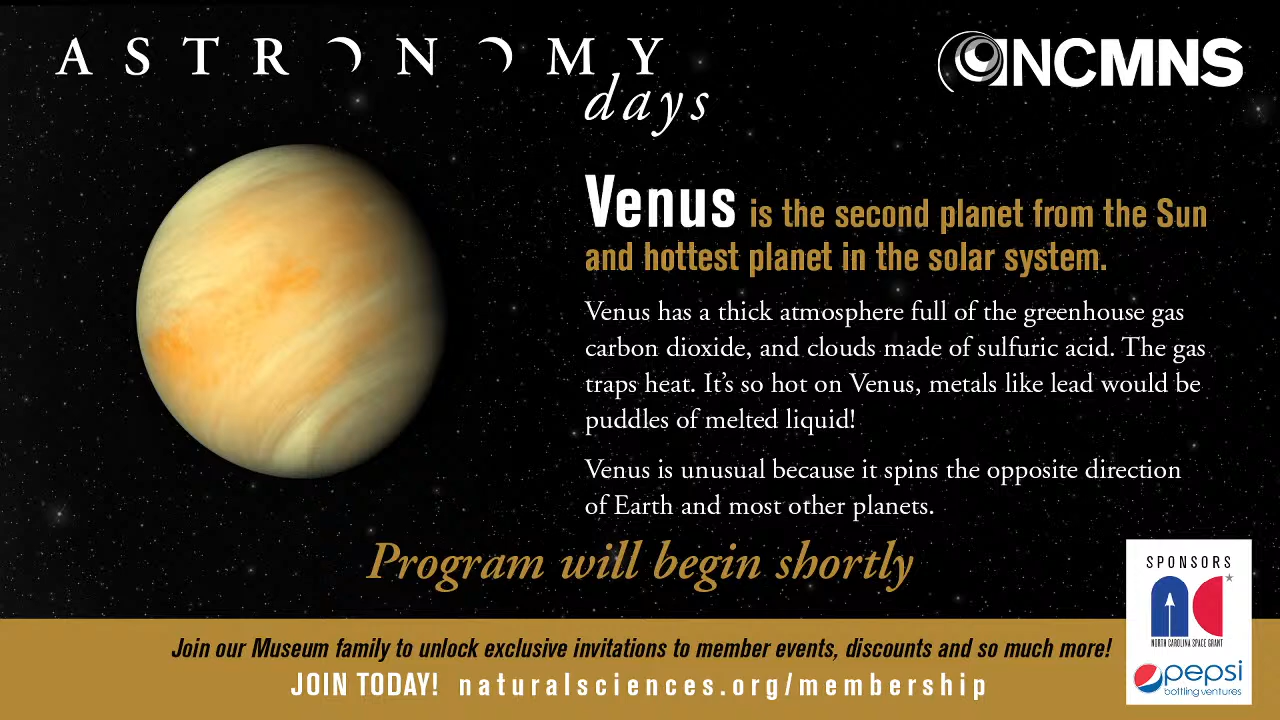 ASTRONOMY
days
NCMNS
Venus is the second planet from the Sun
and hottest planet in the solar system.
Venus has a thick atmosphere full of the greenhouse gas
carbon dioxide, and clouds made of sulfuric acid. The gas
traps heat. It’s so hot on Venus, metals like lead would be
puddles of melted liquid!
Venus is unusual because it spins the opposite direction
of Earth and most other planets.
Program will begin shortly
Join our Museum family to unlock exclusive invitations to member events, discounts and so much more!
JOIN TODAY! naturalsciences.org/membership
SPONSORS
NORTH CAROLINA SPACE GRANT
pepsi
bottling ventures